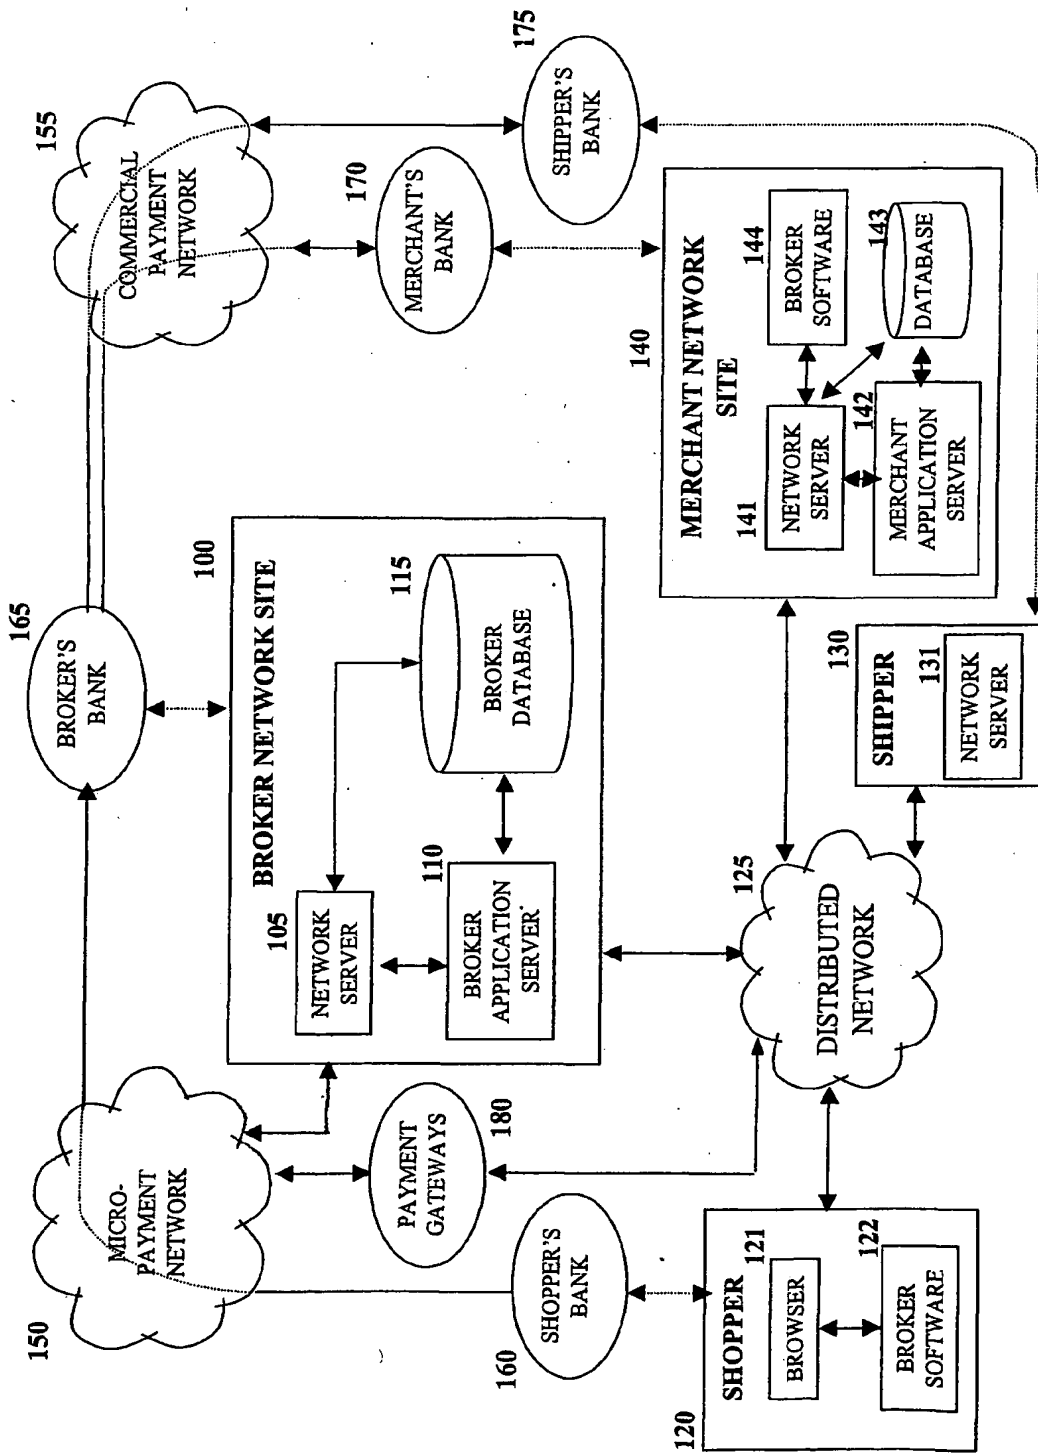 150
MICRO-
PAYMENT
NETWORK
165
BROKER'S
BANK
155
COMMERCIAL
PAYMENT
NETWORK
175
SHIPPER'S
BANK
170
MERCHANT'S
BANK
100
BROKER NETWORK SITE
105
NETWORK
SERVER
110
BROKER
APPLICATION
SERVER
115
BROKER
DATABASE
PAYMENT
GATEWAYS
180
SHOPPER'S
BANK
160
140
MERCHANT NETWORK
SITE
141
NETWORK
SERVER
144
BROKER
SOFTWARE
142
MERCHANT
APPLICATION
SERVER
143
DATABASE
120
SHOPPER
121
BROWSER
122
BROKER
SOFTWARE
125
DISTRIBUTED
NETWORK
130
SHIPPER
131
NETWORK
SERVER